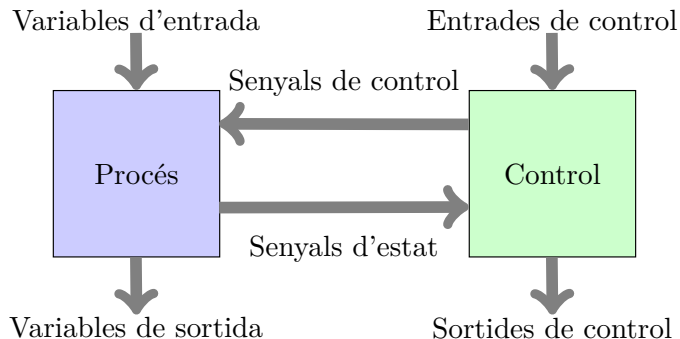 Variables d'entrada
Entrades de control
Senyals de control
Procés
Control
Senyals d'estat
Variables de sortida
Sortides de control